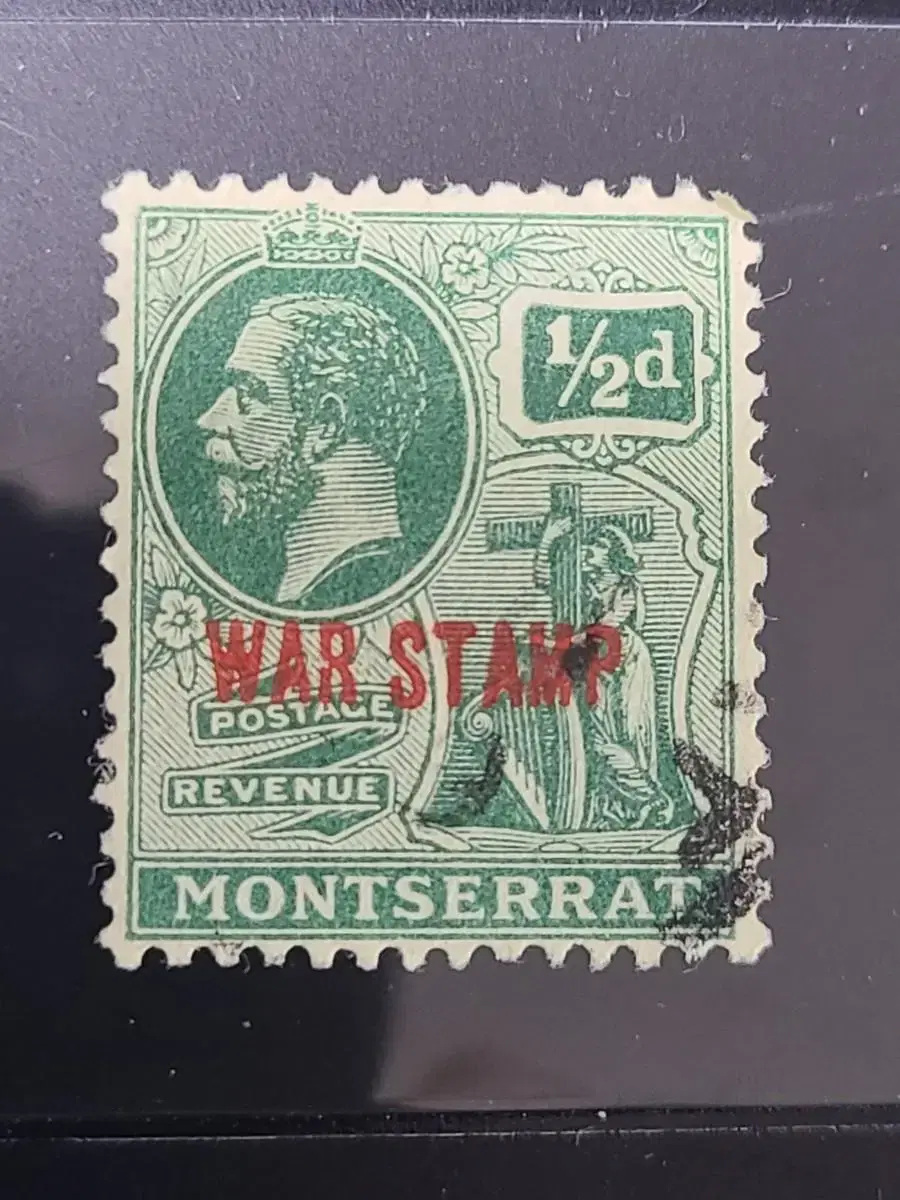 ½d
WAR STAMP
POSTAGE
REVENUE
MONTSERRAT